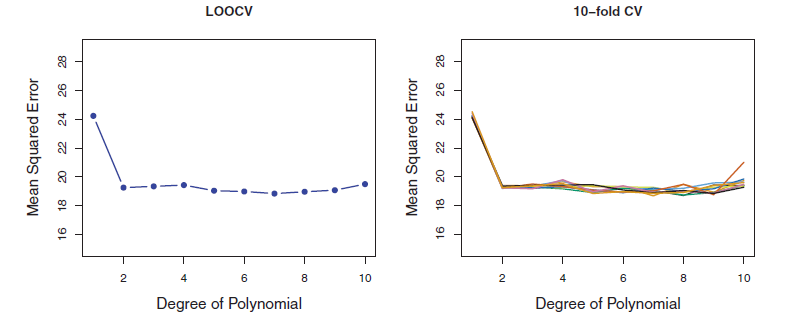 LOOCV
Mean Squared Error
28
26
24
22
20
18
16
2 4 6 8 10
Degree of Polynomial
10–fold CV
Mean Squared Error
28
26
24
22
20
18
16
2 4 6 8 10
Degree of Polynomial